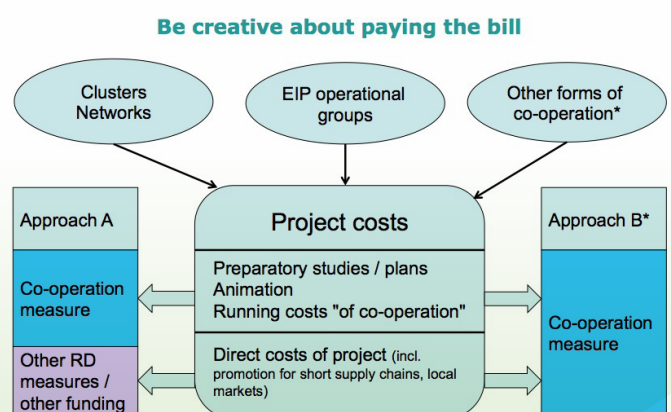 Be creative about paying the bill
Clusters
Networks
EIP operational
groups
Other forms of
co-operation*
Approach A
Project costs
Approach B*
Co-operation
measure
Preparatory studies / plans
Animation
Running costs "of co-operation"
Co-operation
measure
Other RD
measures /
other funding
Direct costs of project (incl.
promotion for short supply chains, local
markets)